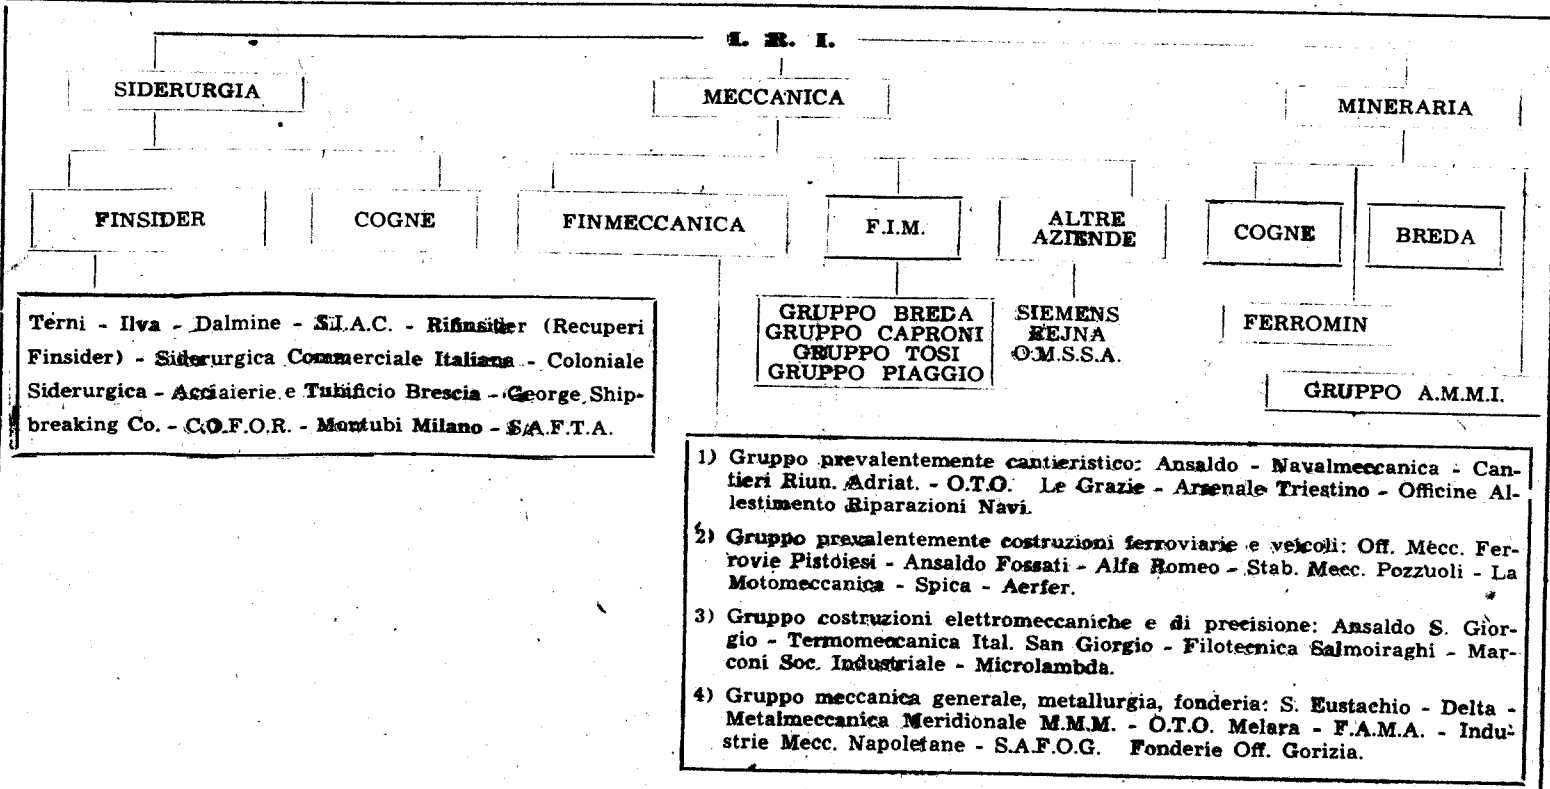 I. R. I.
SIDERURGIA
MECCANICA
MINERARIA
FINSIDER
COGNE
FINMECCANICA
F.I.M.
ALTRE
AZIENDE
COGNE
BREDA
Terni - Ilva - Dalmine - S.I.A.C. - Rifinsider (Recuperi
Finsider) - Siderurgica Commerciale Italiana - Coloniale
Siderurgica - Acciaierie e Tubificio Brescia - George Ship-
breaking Co. - C.O.F.O.R. - Montubi Milano - S.A.F.T.A.
GRUPPO BREDA
GRUPPO CAPRONI
GRUPPO TOSI
GRUPPO PIAGGIO
SIEMENS
REJNA
O.M.S.S.A.
FERROMIN
GRUPPO A.M.M.I.
1) Gruppo prevalentemente cantieristico: Ansaldo - Navalmeccanica - Can-
tieri Riun. Adriat. - O.T.O. Le Grazie - Arsenale Triestino - Officine Al-
lestimento Riparazioni Navi.
2) Gruppo prevalentemente costruzioni ferroviarie e veicoli: Off. Mecc. Fer-
rovie Pistoiesi - Ansaldo Fossati - Alfa Romeo - Stab. Mecc. Pozzuoli - La
Motomeccanica - Spica - Aerfer.
3) Gruppo costruzioni elettromeccaniche e di precisione: Ansaldo S. Gior-
gio - Termomeccanica Ital. San Giorgio - Filotecnica Salmoiraghi - Mar-
coni Soc. Industriale - Microlambda.
4) Gruppo meccanica generale, metallurgia, fonderia: S. Eustachio - Delta -
Metalmeccanica Meridionale M.M.M. - O.T.O. Melara - F.A.M.A. - Indu-
strie Mecc. Napoletane - S.A.F.O.G. Fonderie Off. Gorizia.